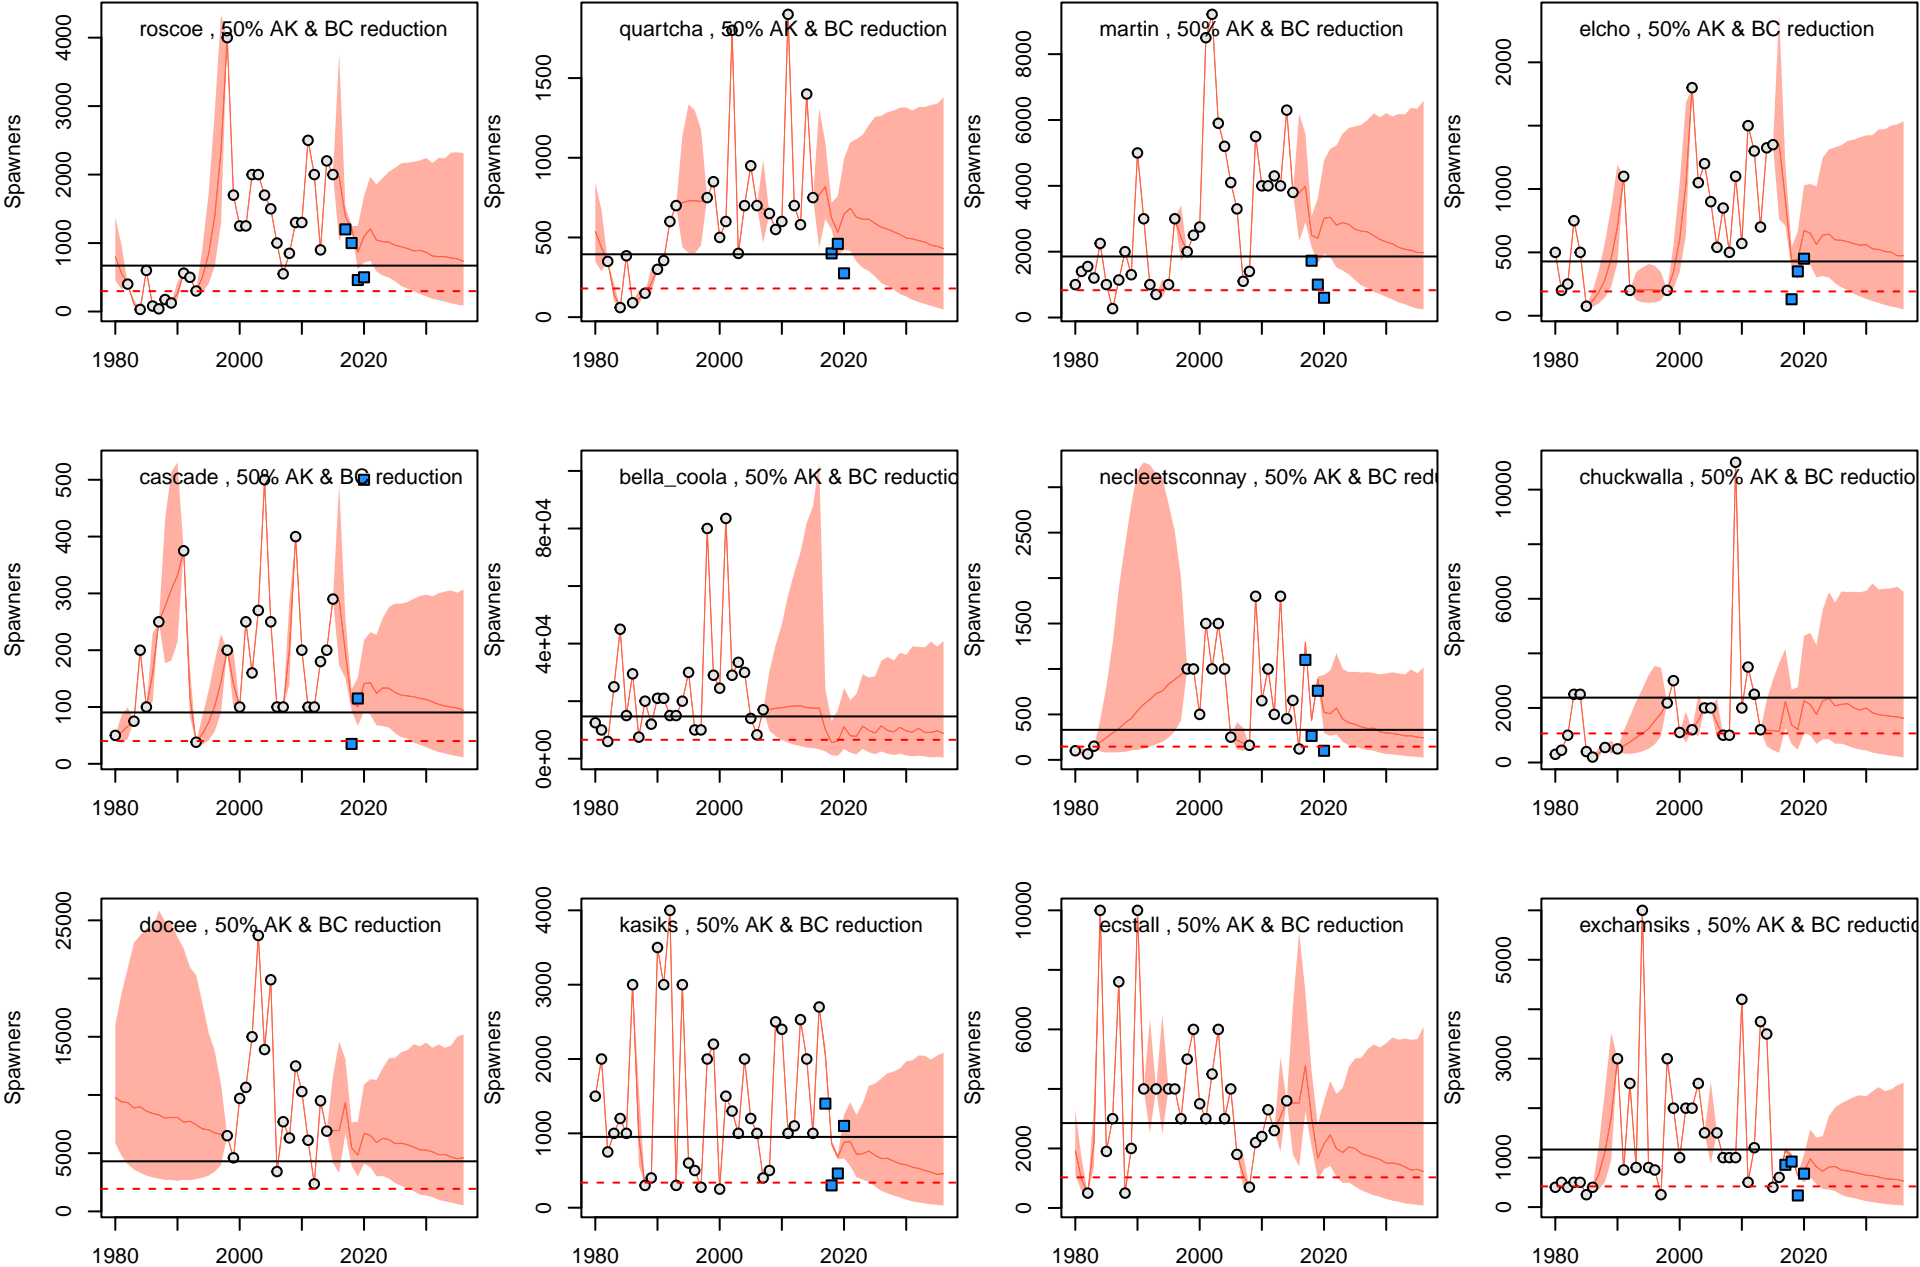 roscoe , 50% AK & BC reduction
Spawners
0 1000 2000 3000 4000
1980 2000 2020
quartcha , 50% AK & BC reduction
Spawners
0 500 1000 1500
1980 2000 2020
martin , 50% AK & BC reduction
Spawners
0 2000 4000 6000 8000
1980 2000 2020
elcho , 50% AK & BC reduction
Spawners
0 500 1000 2000
1980 2000 2020
cascade , 50% AK & BC reduction
Spawners
0 100 200 300 400 500
1980 2000 2020
bella_coola , 50% AK & BC reductio
Spawners
0e+00 4e+04 8e+04
1980 2000 2020
necleetsconnay , 50% AK & BC redu
Spawners
0 500 1500 2500
1980 2000 2020
chuckwalla , 50% AK & BC reductio
Spawners
0 2000 6000 10000
1980 2000 2020
docee , 50% AK & BC reduction
Spawners
0 5000 15000 25000
1980 2000 2020
kasiks , 50% AK & BC reduction
Spawners
0 1000 2000 3000 4000
1980 2000 2020
ecstall , 50% AK & BC reduction
Spawners
0 2000 6000 10000
1980 2000 2020
exchamsiks , 50% AK & BC reductio
Spawners
0 1000 3000 5000
1980 2000 2020